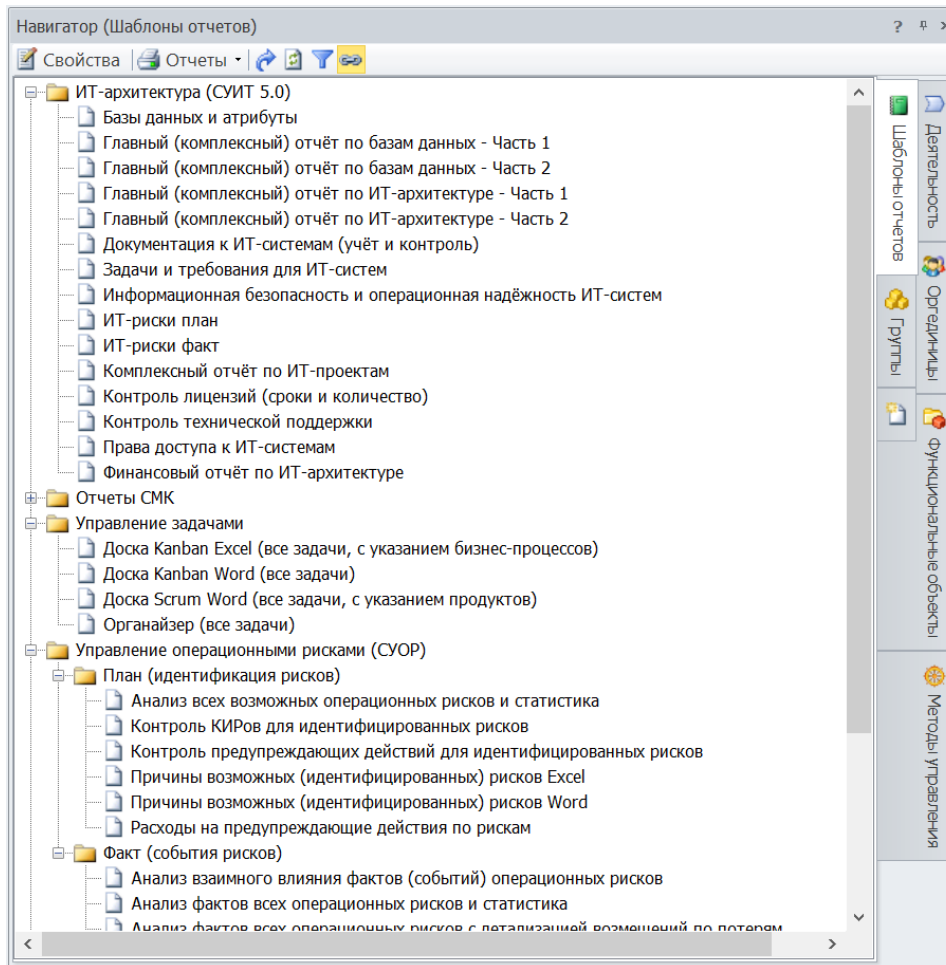 Навигатор (Шаблоны отчетов)
Свойства Отчеты
ИТ-архитектура (СУИТ 5.0)
Базы данных и атрибуты
Главный (комплексный) отчёт по базам данных - Часть 1
Главный (комплексный) отчёт по базам данных - Часть 2
Главный (комплексный) отчёт по ИТ-архитектуре - Часть 1
Главный (комплексный) отчёт по ИТ-архитектуре - Часть 2
Документация к ИТ-системам (учёт и контроль)
Задачи и требования для ИТ-систем
Информационная безопасность и операционная надёжность ИТ-систем
ИТ-риски план
ИТ-риски факт
Комплексный отчёт по ИТ-проектам
Контроль лицензий (сроки и количество)
Контроль технической поддержки
Права доступа к ИТ-системам
Финансовый отчёт по ИТ-архитектуре
Отчеты СМК
Управление задачами
Доска Kanban Excel (все задачи, с указанием бизнес-процессов)
Доска Kanban Word (все задачи)
Доска Scrum Word (все задачи, с указанием продуктов)
Органайзер (все задачи)
Управление операционными рисками (СУОР)
План (идентификация рисков)
Анализ всех возможных операционных рисков и статистика
Контроль КИРов для идентифицированных рисков
Контроль предупреждающих действий для идентифицированных рисков
Причины возможных (идентифицированных) рисков Excel
Причины возможных (идентифицированных) рисков Word
Расходы на предупреждающие действия по рискам
Факт (события рисков)
Анализ взаимного влияния фактов (событий) операционных рисков
Анализ фактов всех операционных рисков и статистика
Анализ фактов всех операционных рисков с детализацией возмещений по потерям
Шаблоны отчетов
Группы
Деятельность
Оргединицы
Функциональные объекты
Методы управления